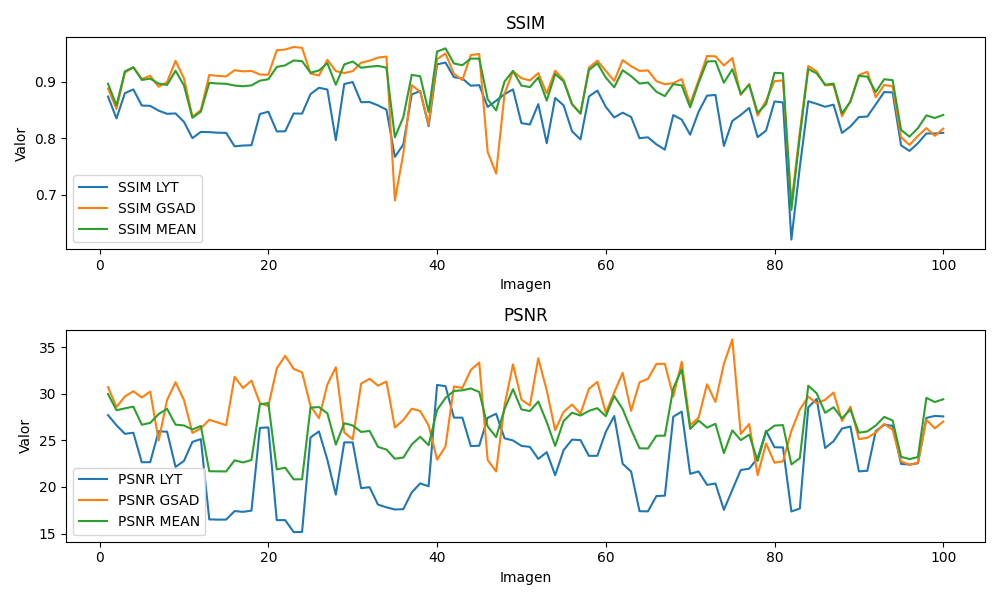 SSIM
Valor
0.9
0.8
0.7
SSIM LYT
SSIM GSAD
SSIM MEAN
0 20 40 60 80 100
Imagen
PSNR
Valor
35
30
25
20
15
PSNR LYT
PSNR GSAD
PSNR MEAN
0 20 40 60 80 100
Imagen